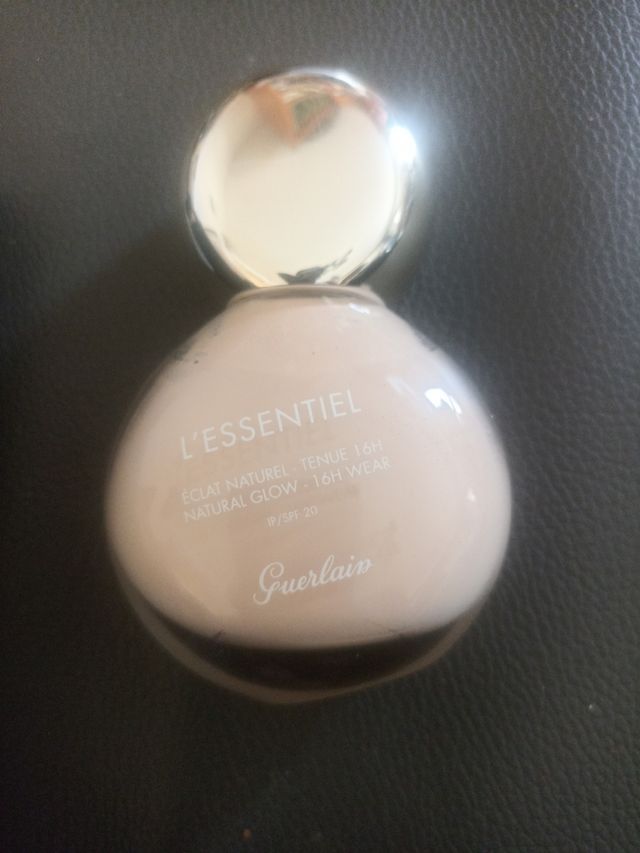 L'ESSENTIEL
ÉCLAT NATUREL · TENUE 16H
NATURAL GLOW · 16H WEAR
IP/SPF 20
Guerlain